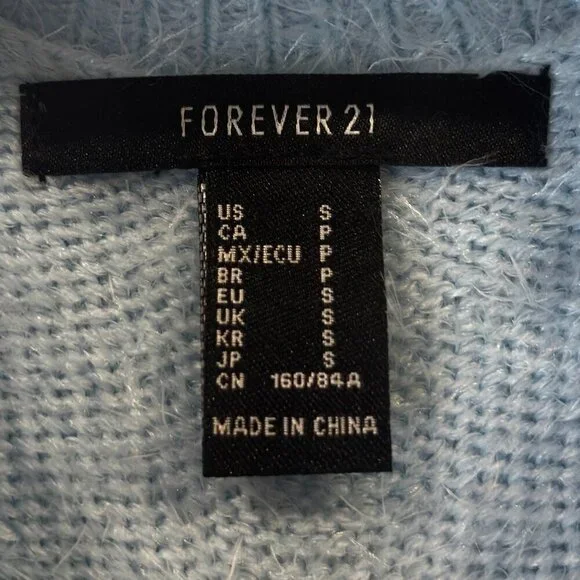 FOREVER 21
US S
CA P
MX/ECU P
BR P
EU S
UK S
KR S
JP S
CN 160/84A
MADE IN CHINA